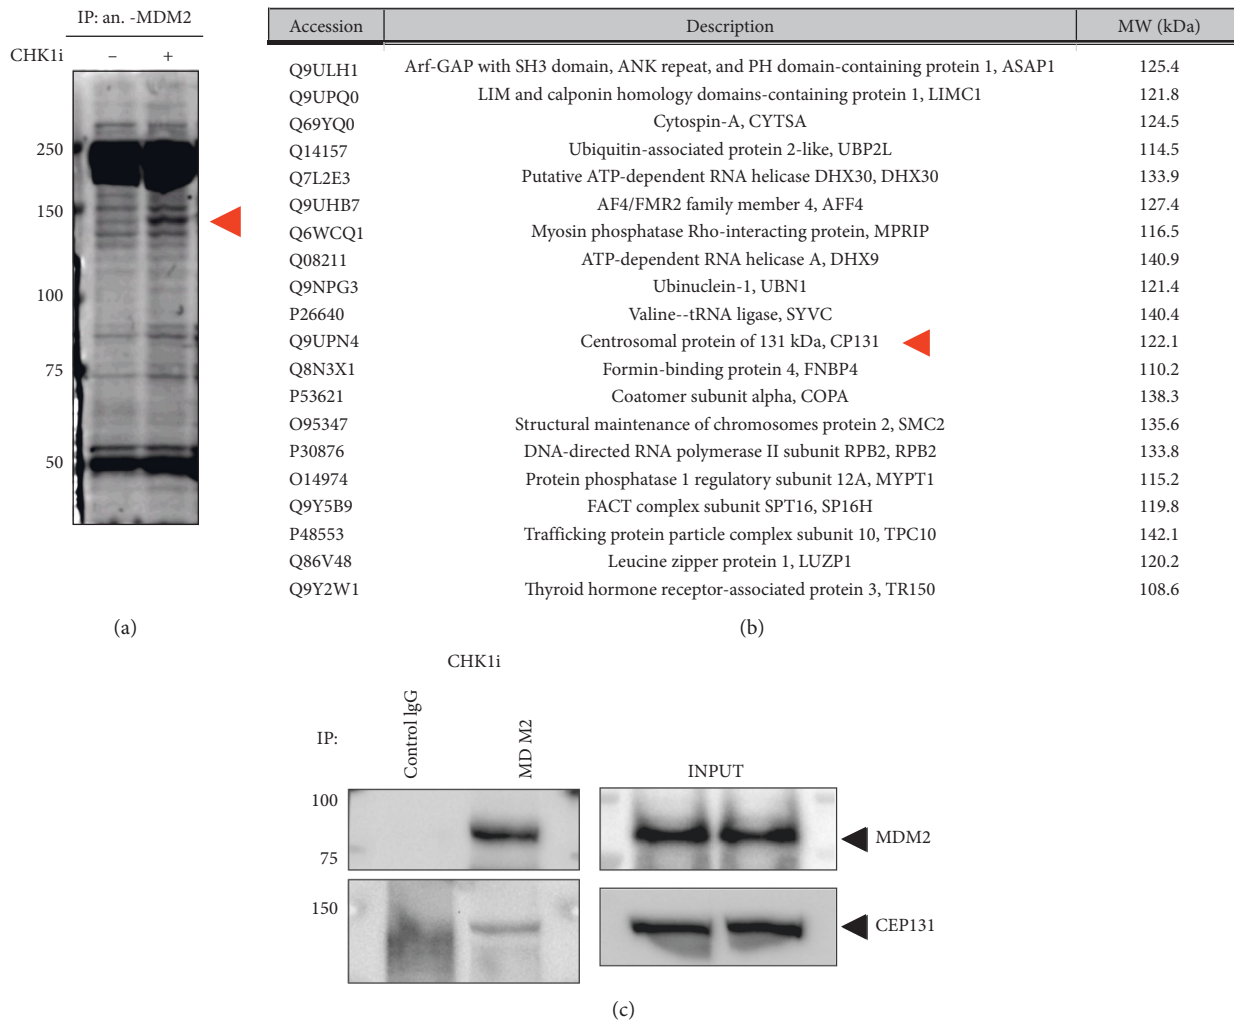 IP: an. -MDM2
CHK1i – +
250
150
100
75
50
(a)
Accession Description MW (kDa)
Q9ULH1 Arf-GAP with SH3 domain, ANK repeat, and PH domain-containing protein 1, ASAP1 125.4
Q9UPQ0 LIM and calponin homology domains-containing protein 1, LIMC1 121.8
Q69YQ0 Cytospin-A, CYTSA 124.5
Q14157 Ubiquitin-associated protein 2-like, UBP2L 114.5
Q7L2E3 Putative ATP-dependent RNA helicase DHX30, DHX30 133.9
Q9UHB7 AF4/FMR2 family member 4, AFF4 127.4
Q6WCQ1 Myosin phosphatase Rho-interacting protein, MPRIP 116.5
Q08211 ATP-dependent RNA helicase A, DHX9 140.9
Q9NPG3 Ubinuclein-1, UBN1 121.4
P26640 Valine--tRNA ligase, SYVC 140.4
Q9UPN4 Centrosomal protein of 131 kDa, CP131 122.1
Q8N3X1 Formin-binding protein 4, FNBP4 110.2
P53621 Coatomer subunit alpha, COPA 138.3
O95347 Structural maintenance of chromosomes protein 2, SMC2 135.6
P30876 DNA-directed RNA polymerase II subunit RPB2, RPB2 133.8
O14974 Protein phosphatase 1 regulatory subunit 12A, MYPT1 115.2
Q9Y5B9 FACT complex subunit SPT16, SP16H 119.8
P48553 Trafficking protein particle complex subunit 10, TPC10 142.1
Q86V48 Leucine zipper protein 1, LUZP1 120.2
Q9Y2W1 Thyroid hormone receptor-associated protein 3, TR150 108.6
(b)
CHK1i
IP: Control IgG MD M2
INPUT
100
75
MDM2
150
CEP131
(c)